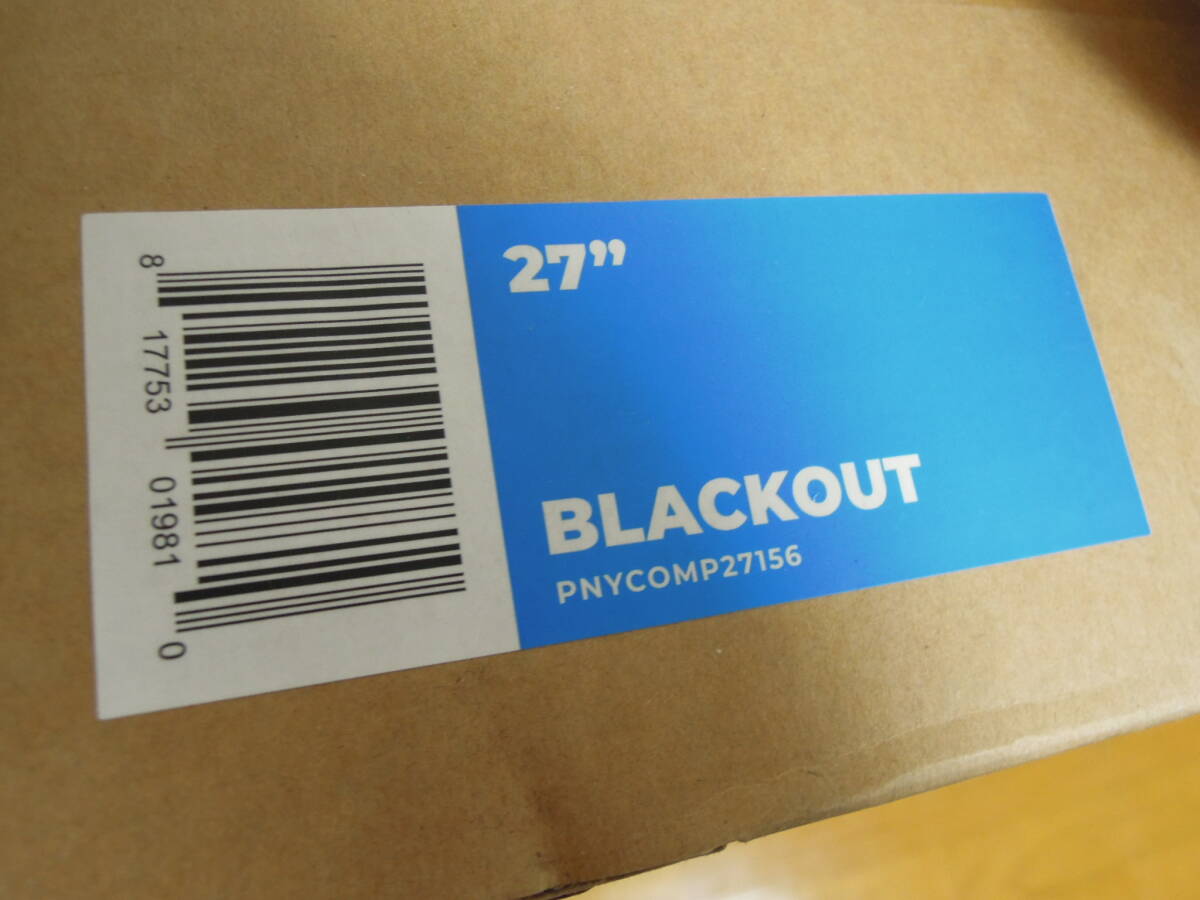 8 17753 01981 0
27”
BLACKOUT
PNYCOMP27156